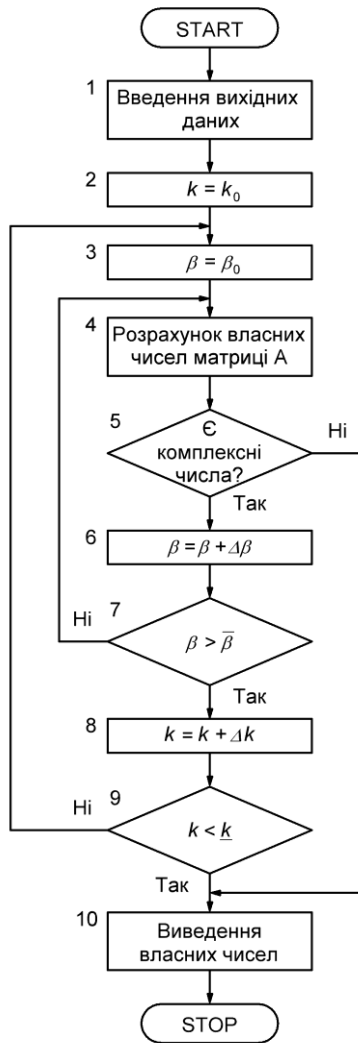 START
1
Введення вихідних
даних
2
k = k₀
3
β = β₀
4
Розрахунок власних
чисел матриці А
5
Є
комплексні
числа?
Ні
Так
6
β = β + Δβ
7
Ні
β > β̅
Так
8
k = k + Δk
9
Ні
k < k̲
Так
10
Виведення
власних чисел
STOP